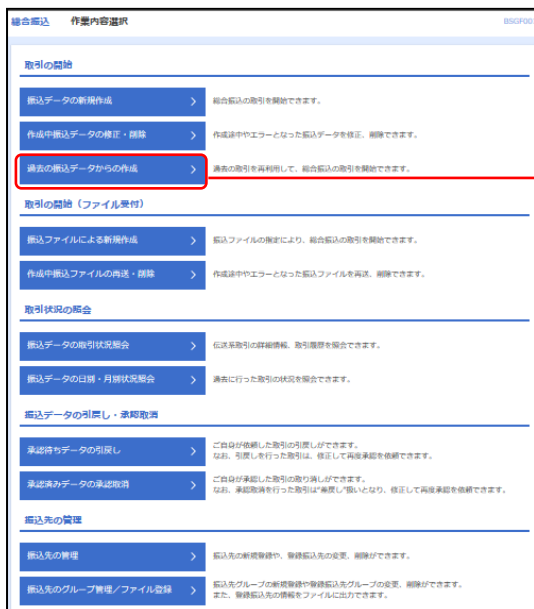 総合振込 作業内容選択 BSGF001
取引の開始
振込データの新規作成
総合振込の取引を開始できます。
作成中振込データの修正・削除
作成途中やエラーとなった振込データを修正、削除できます。
過去の振込データからの作成
過去の取引を再利用して、総合振込の取引を開始できます。
取引の開始（ファイル受付）
振込ファイルによる新規作成
振込ファイルの指定により、総合振込の取引を開始できます。
作成中振込ファイルの再送・削除
作成途中やエラーとなった振込ファイルを再送、削除できます。
取引状況の照会
振込データの取引状況照会
伝送系取引の詳細情報、取引履歴を照会できます。
振込データの日別・月別状況照会
過去に行った取引の状況を照会できます。
振込データの引戻し・承認取消
承認待ちデータの引戻し
ご自身が依頼した取引の引戻しができます。
なお、引戻しを行った取引は、修正して再度承認を依頼できます。
承認済みデータの承認取消
ご自身が承認した取引の取り消しができます。
なお、承認取消を行った取引は"差戻し"扱いとなり、修正して再度承認を依頼できます。
振込先の管理
振込先の管理
振込先の新規登録や、登録振込先の変更、削除ができます。
振込先のグループ管理／ファイル登録
振込先グループの新規登録や登録振込先グループの変更、削除ができます。
また、登録振込先の情報をファイルに出力できます。